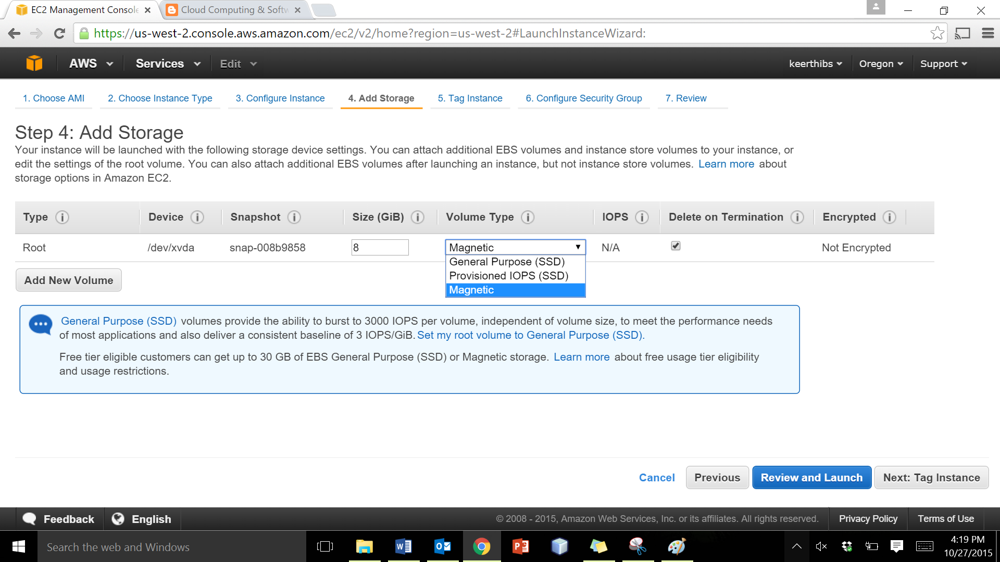 EC2 Management Console
Cloud Computing & Softw
https://us-west-2.console.aws.amazon.com/ec2/v2/home?region=us-west-2#LaunchInstanceWizard:
AWS Services Edit keerthibs Oregon Support
1. Choose AMI 2. Choose Instance Type 3. Configure Instance 4. Add Storage 5. Tag Instance 6. Configure Security Group 7. Review
Step 4: Add Storage
Your instance will be launched with the following storage device settings. You can attach additional EBS volumes and instance store volumes to your instance, or
edit the settings of the root volume. You can also attach additional EBS volumes after launching an instance, but not instance store volumes. Learn more about
storage options in Amazon EC2.
Type Device Snapshot Size (GiB) Volume Type IOPS Delete on Termination Encrypted
Root /dev/xvda snap-008b9858 8 Magnetic N/A Not Encrypted
General Purpose (SSD)
Provisioned IOPS (SSD)
Magnetic
Add New Volume
General Purpose (SSD) volumes provide the ability to burst to 3000 IOPS per volume, independent of volume size, to meet the performance needs
of most applications and also deliver a consistent baseline of 3 IOPS/GiB. Set my root volume to General Purpose (SSD).
Free tier eligible customers can get up to 30 GB of EBS General Purpose (SSD) or Magnetic storage. Learn more about free usage tier eligibility
and usage restrictions.
Cancel Previous Review and Launch Next: Tag Instance
Feedback English © 2008 - 2015, Amazon Web Services, Inc. or its affiliates. All rights reserved. Privacy Policy Terms of Use
Search the web and Windows
4:19 PM
10/27/2015